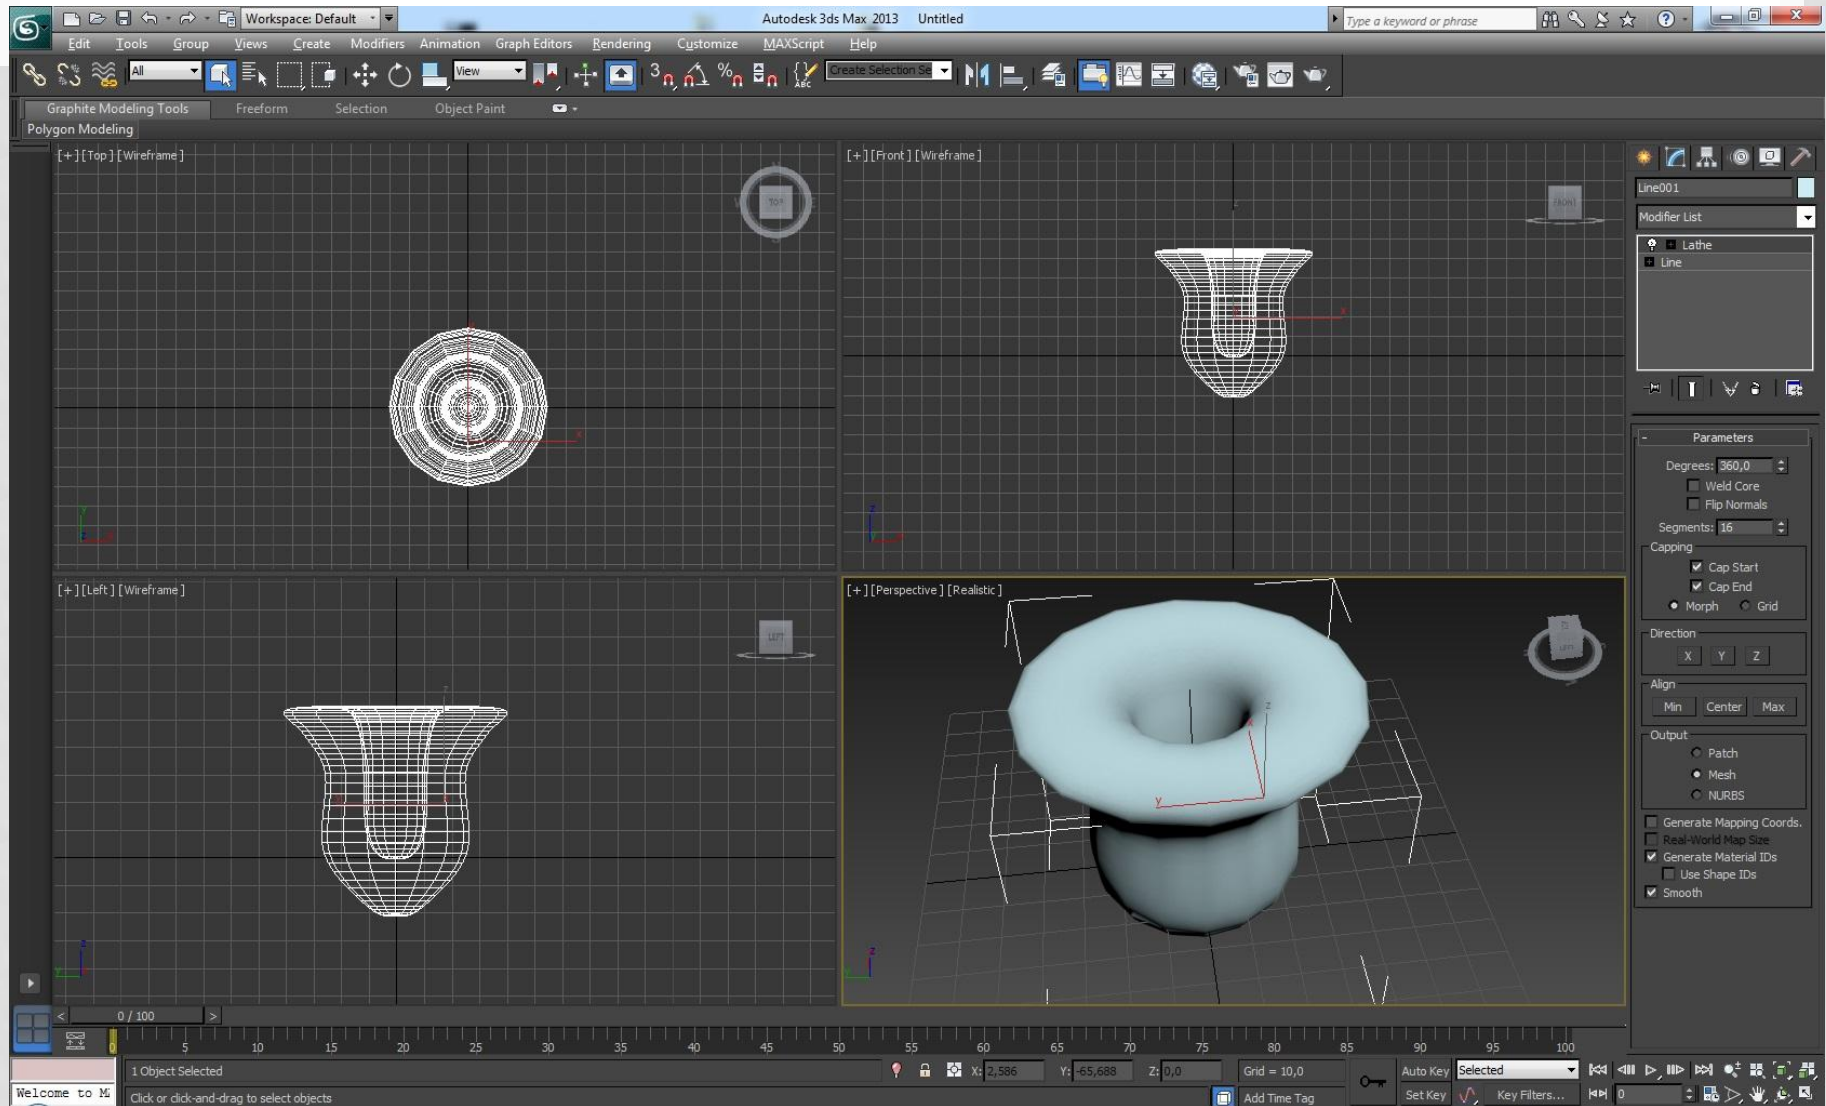 Workspace: Default
Autodesk 3ds Max 2013 Untitled
Type a keyword or phrase
Edit Tools Group Views Create Modifiers Animation Graph Editors Rendering Customize MAXScript Help
All
View
3
%
ABC
Create Selection Se
Graphite Modeling Tools Freeform Selection Object Paint
Polygon Modeling
[+][Top][Wireframe]
TOP
x
y
[+][Front][Wireframe]
FRONT
z
x
z
[+][Left][Wireframe]
LEFT
z
y
[+][Perspective][Realistic]
LEFT
z
x
y
z
Line001
Modifier List
Lathe
Line
- Parameters
Degrees: 360,0
Weld Core
Flip Normals
Segments: 16
Capping
Cap Start
Cap End
Morph Grid
Direction
X Y Z
Align
Min Center Max
Output
Patch
Mesh
NURBS
Generate Mapping Coords.
Real-World Map Size
Generate Material IDs
Use Shape IDs
Smooth
< 0 / 100 >
0 5 10 15 20 25 30 35 40 45 50 55 60 65 70 75 80 85 90 95 100
1 Object Selected
X: 2,586 Y: -65,688 Z: 0,0 Grid = 10,0
Auto Key Selected
Welcome to M
Click or click-and-drag to select objects
Add Time Tag
Set Key Key Filters... 0